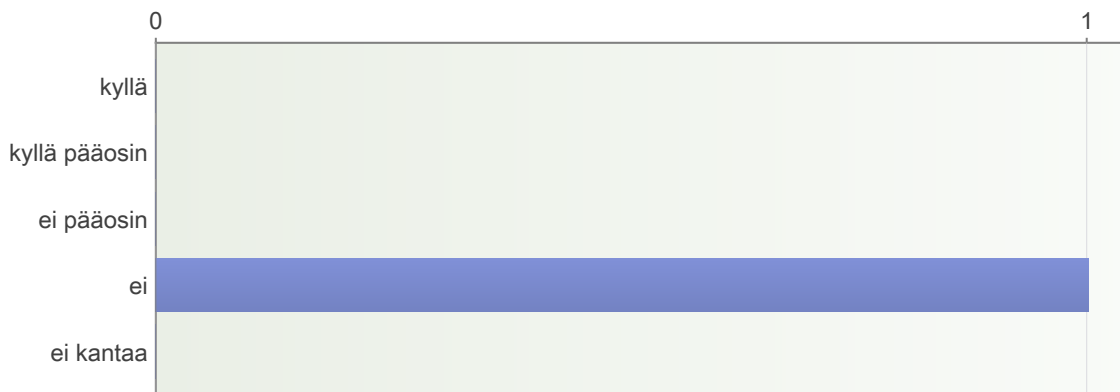 0 1
kyllä
kyllä pääosin
ei pääosin
ei
ei kantaa